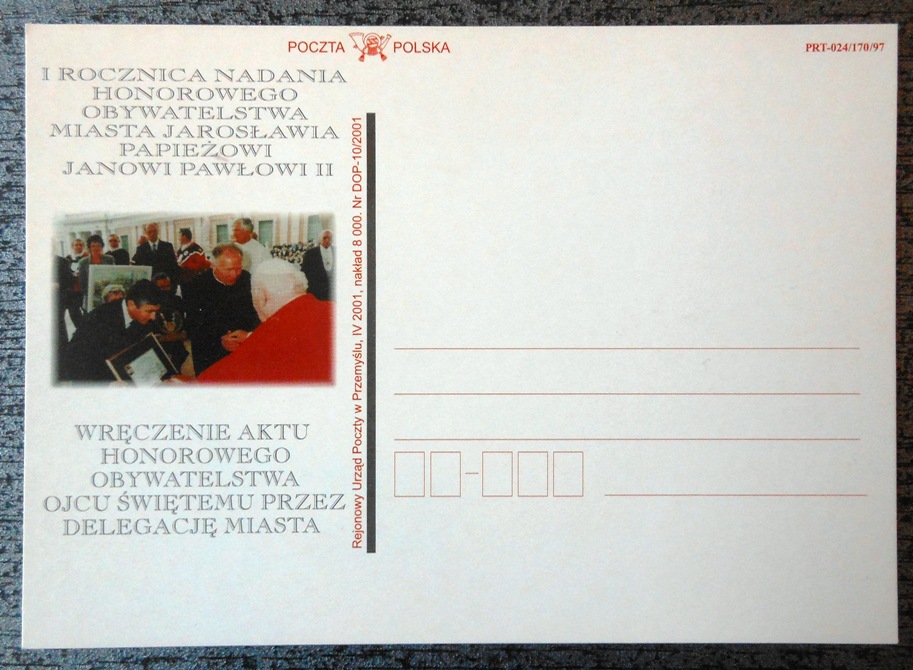 POCZTA POLSKA
PRT-024/170/97
I ROCZNICA NADANIA
HONOROWEGO
OBYWATELSTWA
MIASTA JAROSŁAWIA
PAPIEŻOWI
JANOWI PAWŁOWI II
WRĘCZENIE AKTU
HONOROWEGO
OBYWATELSTWA
OJCU ŚWIĘTEMU PRZEZ
DELEGACJĘ MIASTA
Rejonowy Urząd Poczty w Przemyślu, IV 2001, nakład 8 000. Nr DOP-10/2001